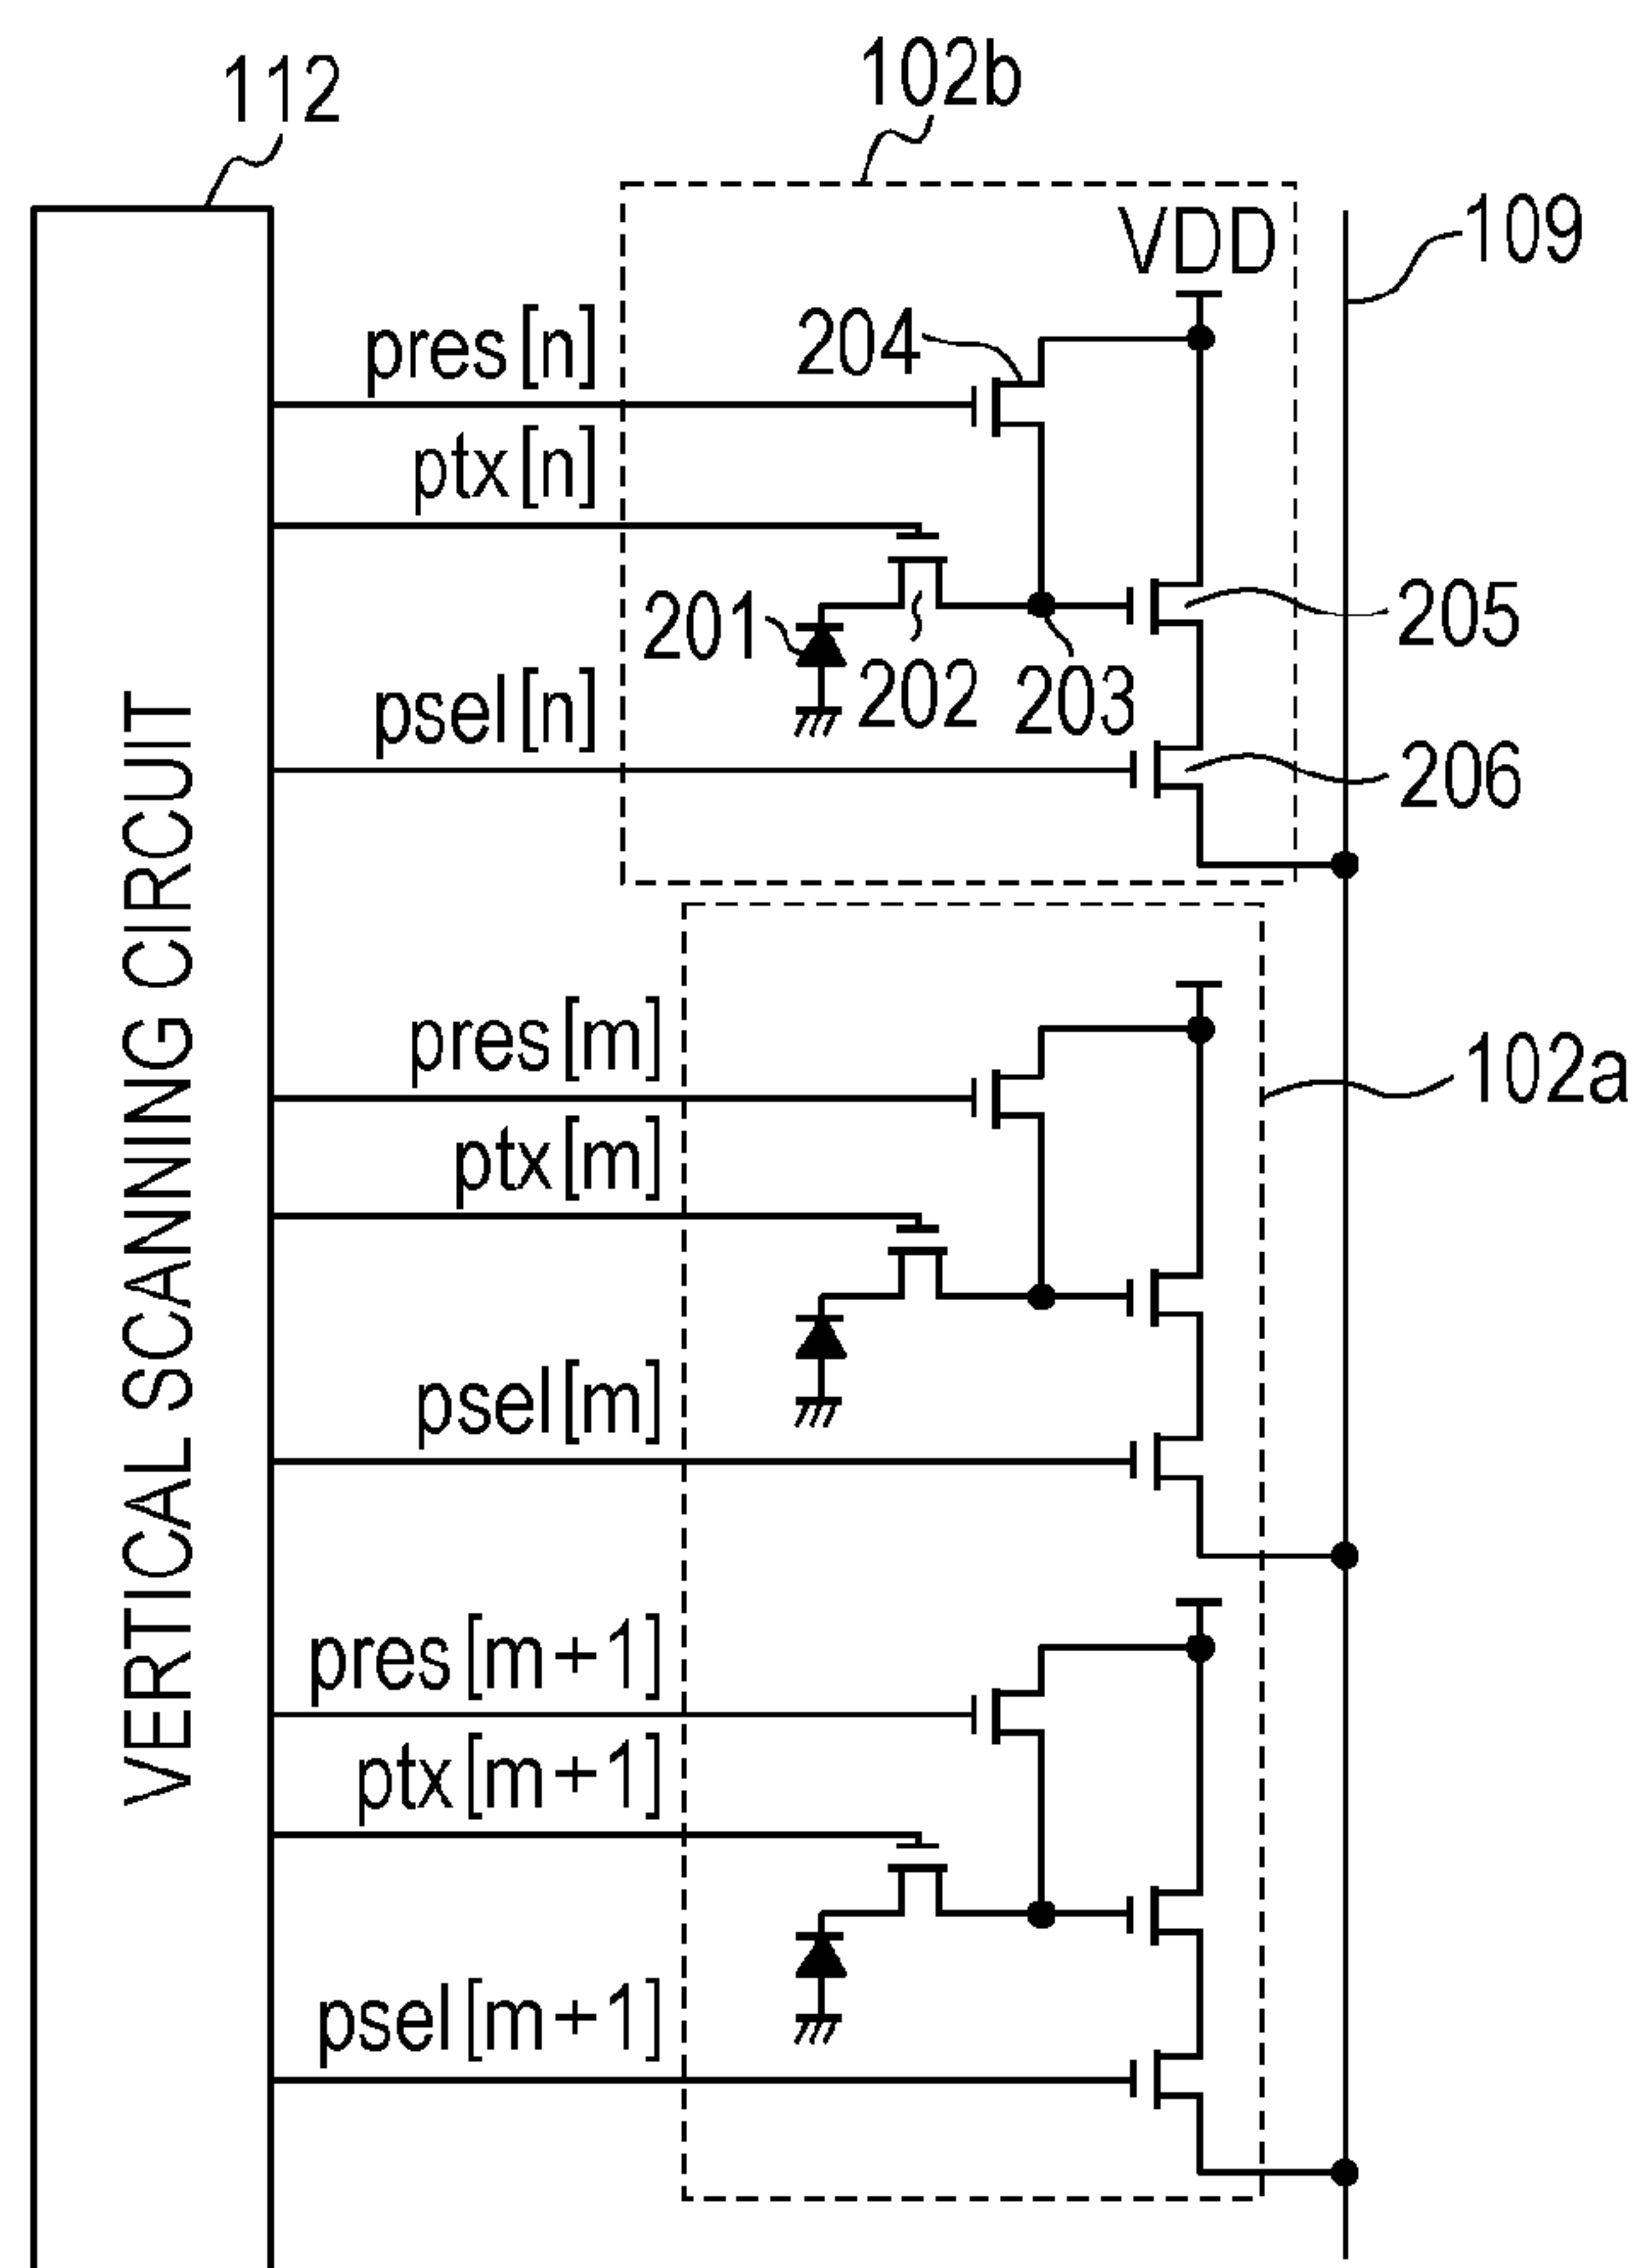 112
102b
109
VDD
204
pres[n]
ptx[n]
201
202
203
205
psel[n]
206
VERTICAL SCANNING CIRCUIT
pres[m]
102a
ptx[m]
psel[m]
pres[m+1]
ptx[m+1]
psel[m+1]